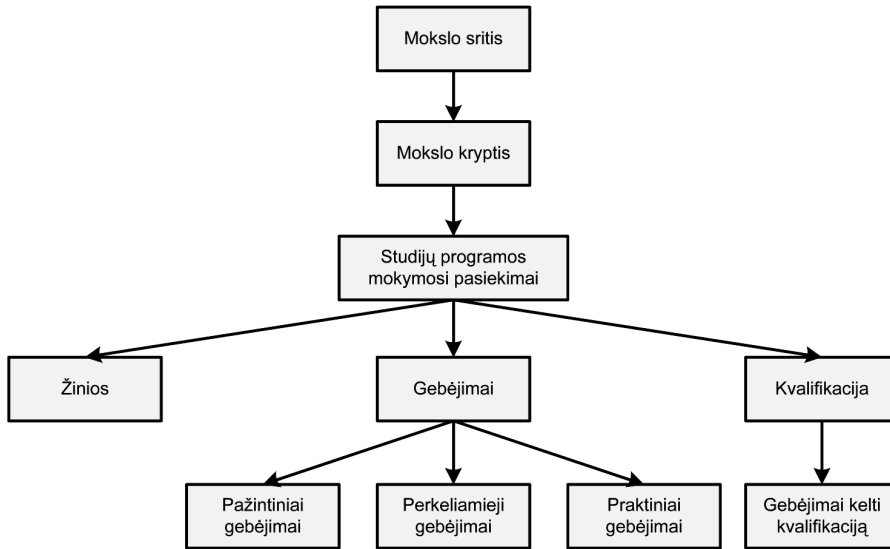 Mokslo sritis
Mokslo kryptis
Studijų programos
mokymosi pasiekimai
Žinios
Gebėjimai
Kvalifikacija
Pažintiniai
gebėjimai
Perkeliamieji
gebėjimai
Praktiniai
gebėjimai
Gebėjimai kelti
kvalifikaciją